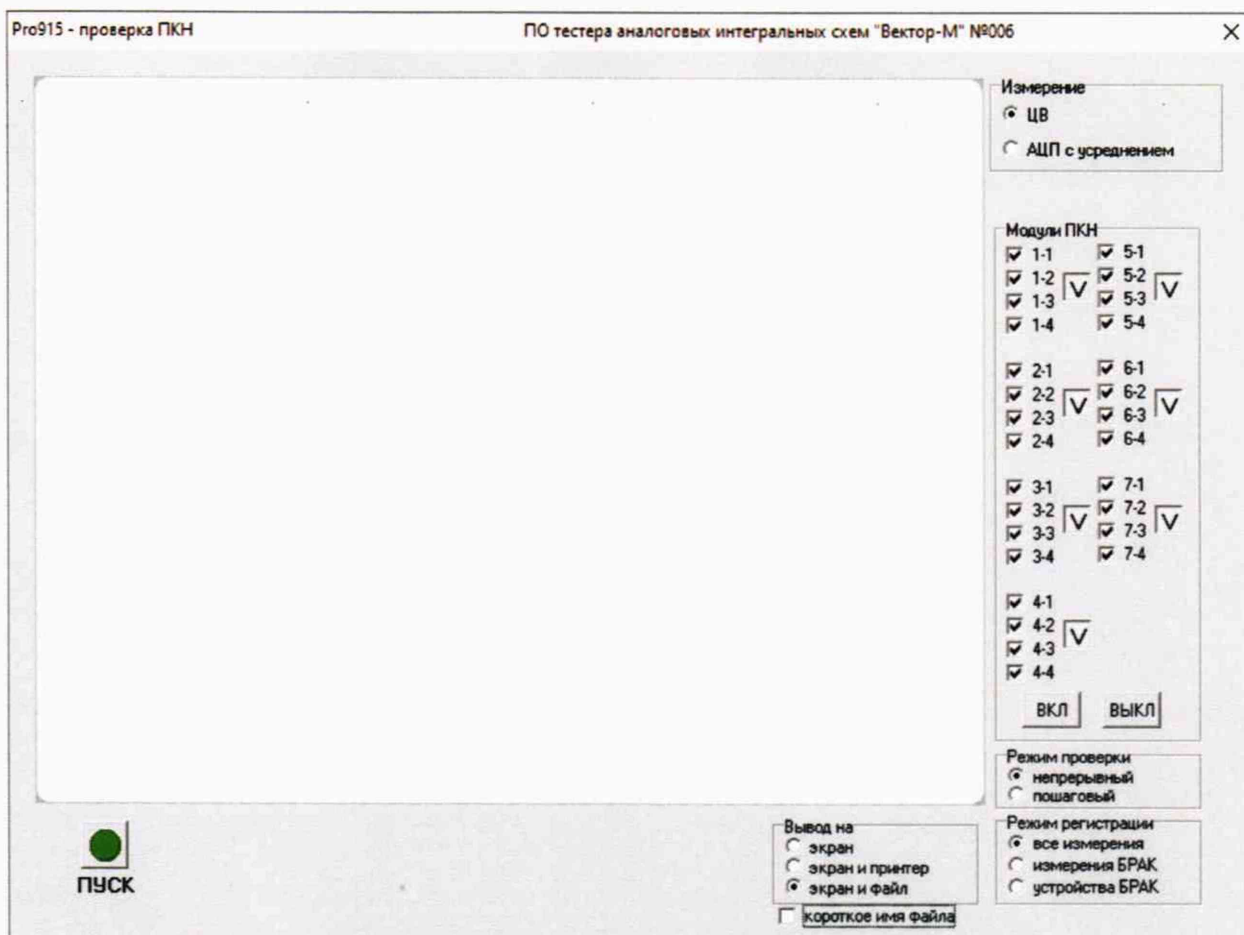 Pro915 - проверка ПКН
ПО тестера аналоговых интегральных схем "Вектор-М" №006
Измерение
ЦВ
АЦП с усреднением
Модули ПКН
1-1 5-1
1-2 5-2
V V
1-3 5-3
1-4 5-4
2-1 6-1
2-2 6-2
V V
2-3 6-3
2-4 6-4
3-1 7-1
3-2 7-2
V V
3-3 7-3
3-4 7-4
4-1
4-2
V
4-3
4-4
ВКЛ ВЫКЛ
Режим проверки
непрерывный
пошаговый
Режим регистрации
все измерения
измерения БРАК
устройства БРАК
Вывод на
экран
экран и принтер
экран и файл
короткое имя файла
ПУСК